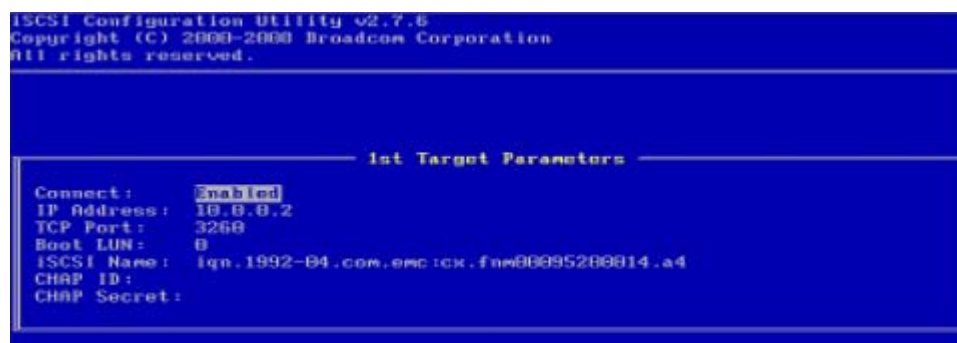 iSCSI Configuration Utility v2.7.6
Copyright (C) 2000-2008 Broadcom Corporation
All rights reserved.
1st Target Parameters
Connect: Enabled
IP Address: 10.0.0.2
TCP Port: 3260
Boot LUN: 0
iSCSI Name: iqn.1992-04.com.emc:cx.fnm00095200014.a4
CHAP ID:
CHAP Secret: